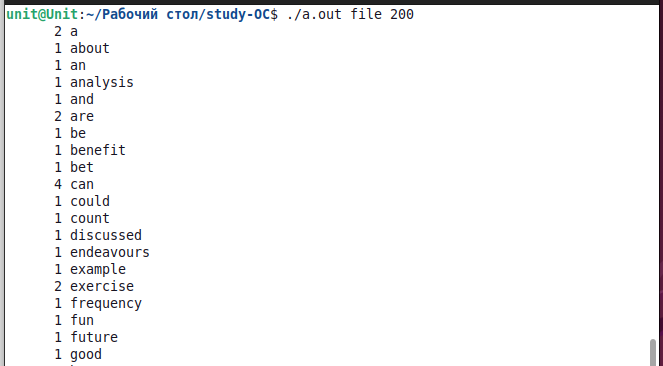 unit@Unit:~/Рабочий стол/study-ОС$ ./a.out file 200
2 a
1 about
1 an
1 analysis
1 and
2 are
1 be
1 benefit
1 bet
4 can
1 could
1 count
1 discussed
1 endeavours
1 example
2 exercise
1 frequency
1 fun
1 future
1 good